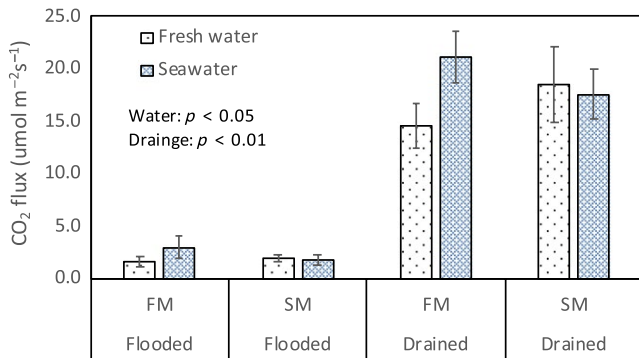 25.0
20.0
15.0
10.0
5.0
0.0
CO₂ flux (umol m⁻²s⁻¹)
Fresh water
Seawater
Water: p < 0.05
Drainge: p < 0.01
FM SM FM SM
Flooded Flooded Drained Drained